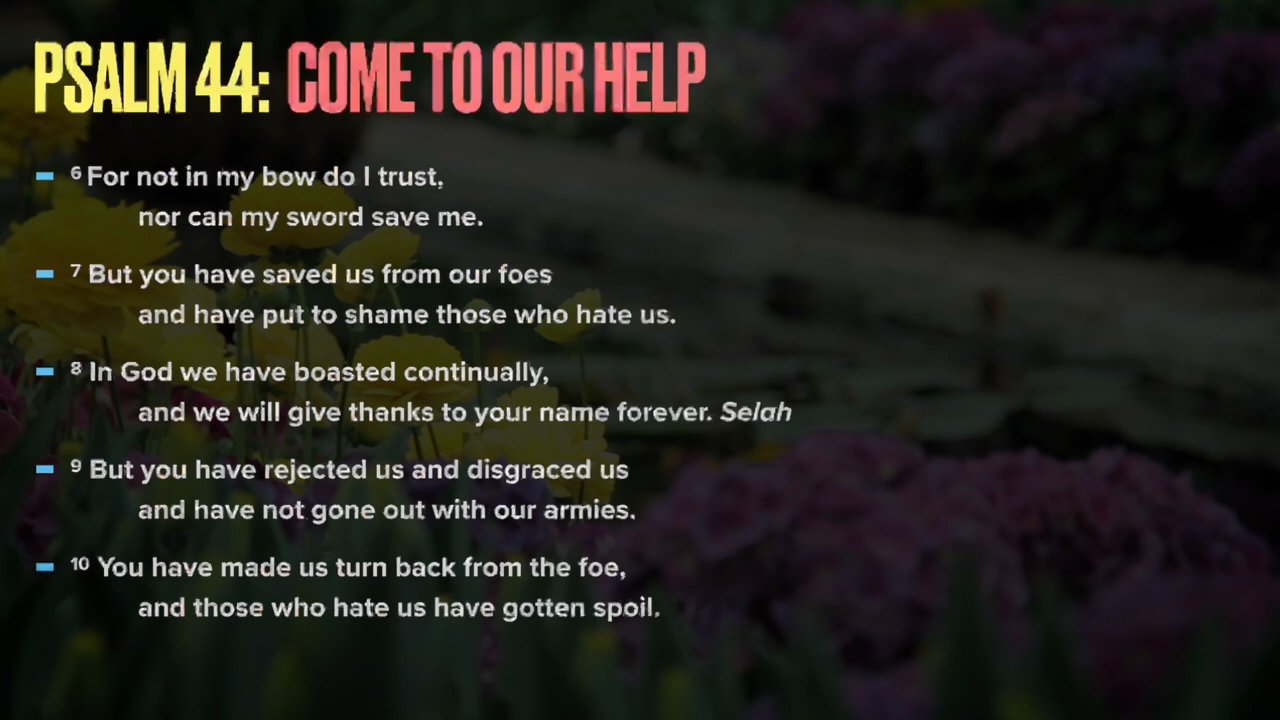 PSALM 44: COME TO OUR HELP
⁶ For not in my bow do I trust,
nor can my sword save me.
⁷ But you have saved us from our foes
and have put to shame those who hate us.
⁸ In God we have boasted continually,
and we will give thanks to your name forever. Selah
⁹ But you have rejected us and disgraced us
and have not gone out with our armies.
¹⁰ You have made us turn back from the foe,
and those who hate us have gotten spoil.